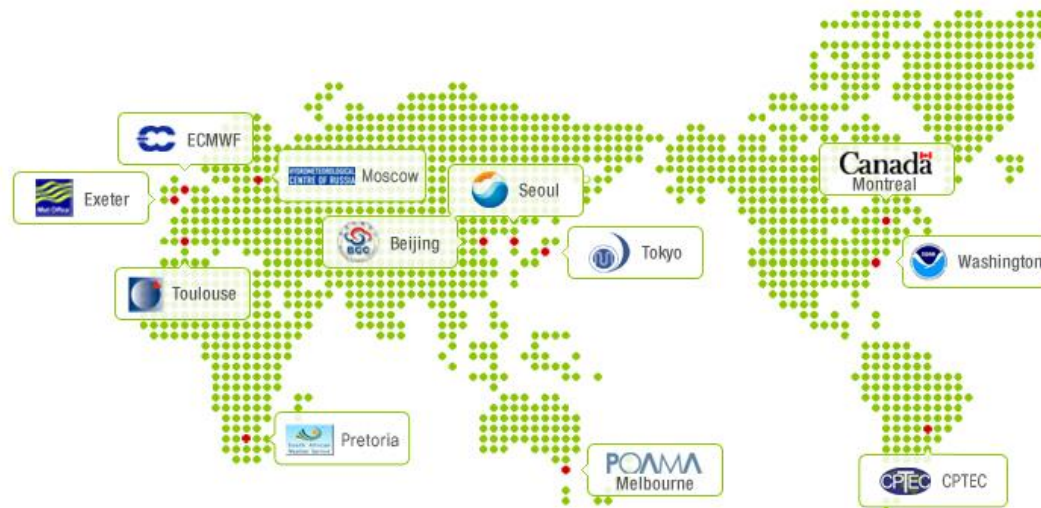 ECMWF
HYDROMETEOROLOGICAL
CENTRE OF RUSSIA
Moscow
Canada
Montreal
Met Office
Exeter
Seoul
BCC
Beijing
Tokyo
NOAA
Washington
Toulouse
South African
Weather Service
Pretoria
POAMA
Melbourne
CPTEC
CPTEC